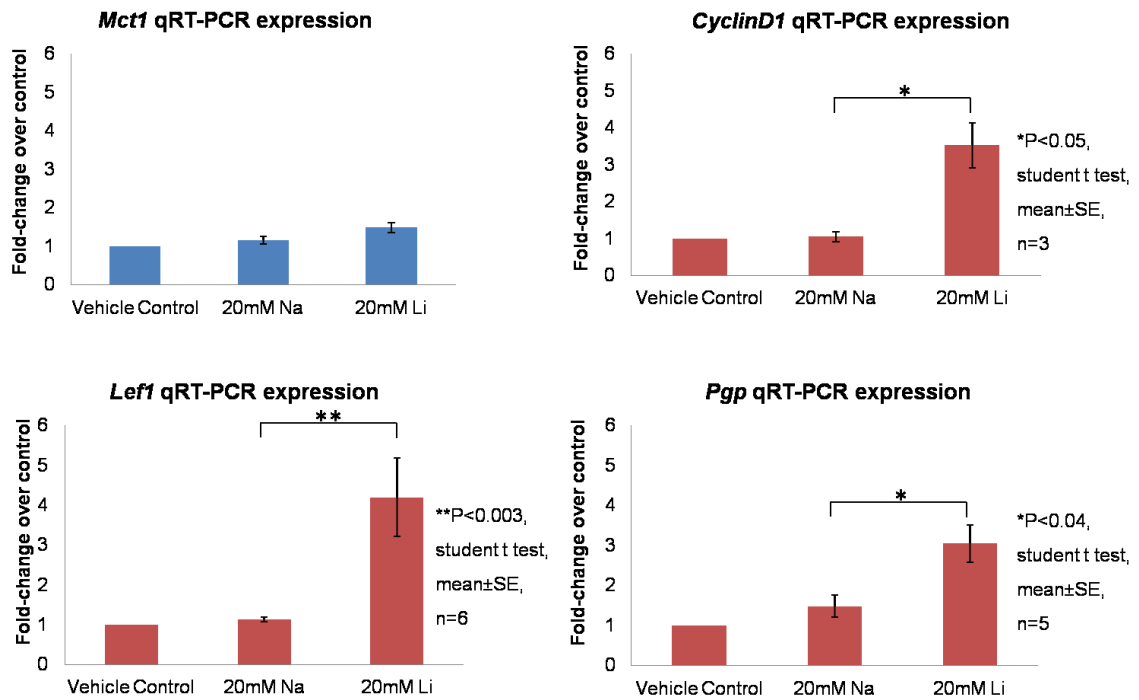 Mct1 qRT-PCR expression
Fold-change over control
6
5
4
3
2
1
0
Vehicle Control 20mM Na 20mM Li
CyclinD1 qRT-PCR expression
Fold-change over control
6
5
4
3
2
1
0
*
Vehicle Control 20mM Na 20mM Li
*P<0.05,
student t test,
mean±SE,
n=3
Lef1 qRT-PCR expression
Fold-change over control
6
5
4
3
2
1
0
**
Vehicle Control 20mM Na 20mM Li
**P<0.003,
student t test,
mean±SE,
n=6
Pgp qRT-PCR expression
Fold-change over control
6
5
4
3
2
1
0
*
Vehicle Control 20mM Na 20mM Li
*P<0.04,
student t test,
mean±SE,
n=5